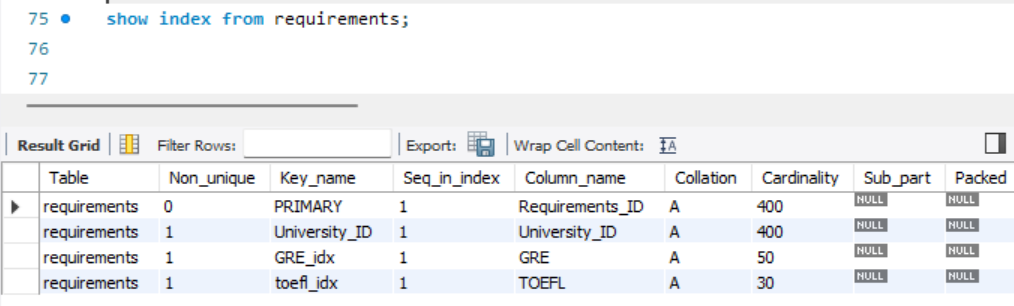 75 show index from requirements;
76
77
Result Grid Filter Rows: Export: Wrap Cell Content: IA
Table Non_unique Key_name Seq_in_index Column_name Collation Cardinality Sub_part Packed
requirements 0 PRIMARY 1 Requirements_ID A 400 NULL NULL
requirements 1 University_ID 1 University_ID A 400 NULL NULL
requirements 1 GRE_idx 1 GRE A 50 NULL NULL
requirements 1 toefl_idx 1 TOEFL A 30 NULL NULL